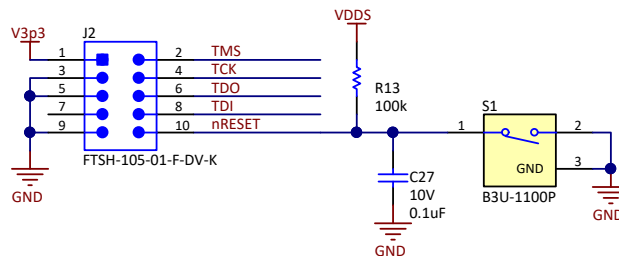 VDDS
V3p3
J2
1
2
TMS
3
4
TCK
5
6
TDO
7
8
TDI
9
10
nRESET
FTSH-105-01-F-DV-K
GND
R13
100k
C27
10V
0.1uF
GND
S1
1
2
3
GND
B3U-1100P
GND